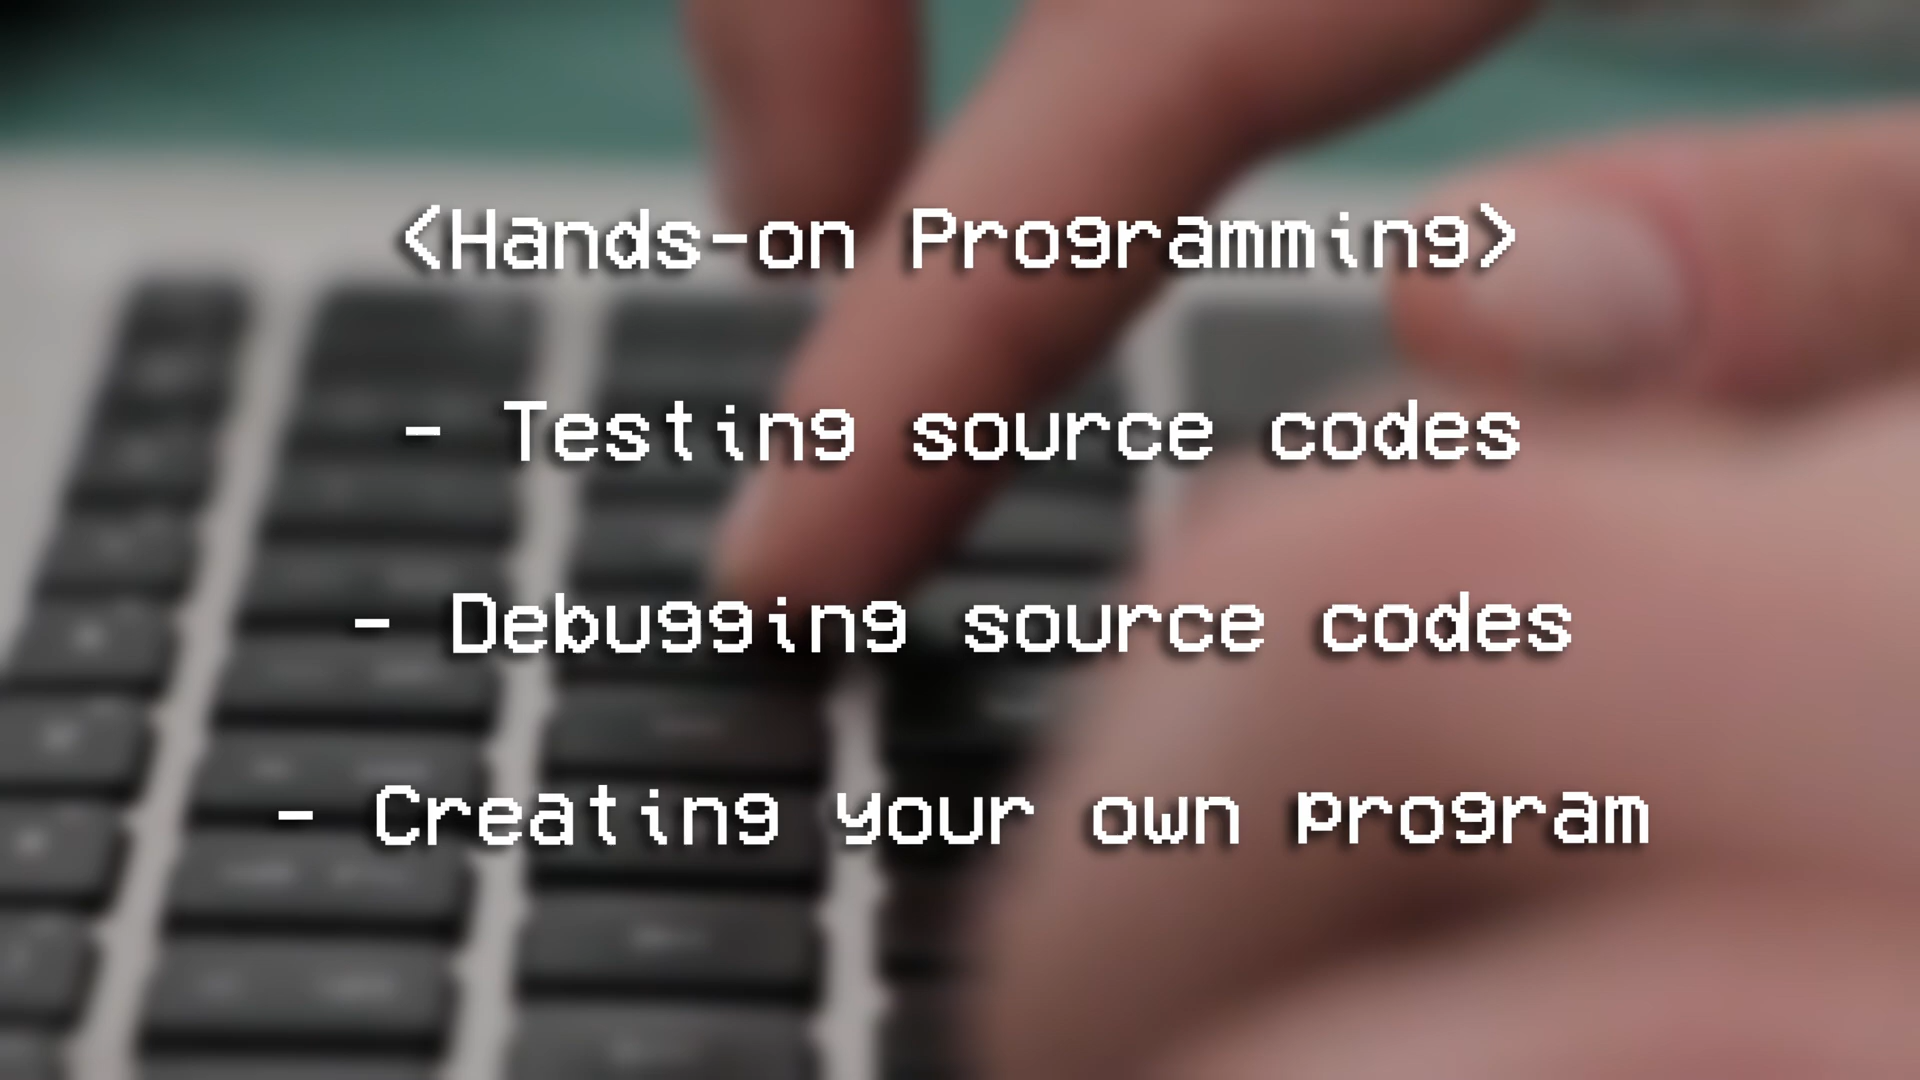 <Hands-on Programming>
- Testing source codes
- Debugging source codes
- Creating your own program